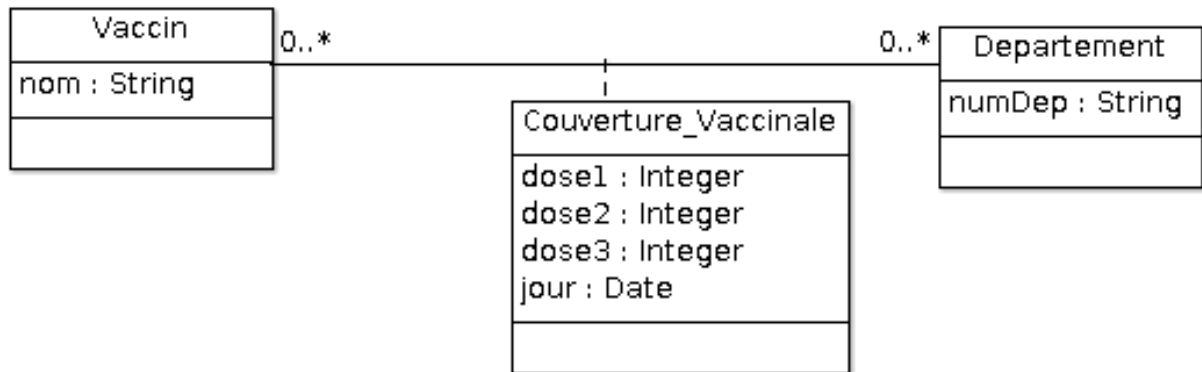 Vaccin
nom : String
0..*
0..*
Departement
numDep : String
Couverture_Vaccinale
dose1 : Integer
dose2 : Integer
dose3 : Integer
jour : Date